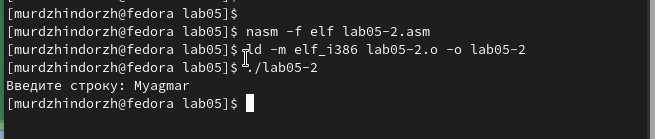 [murdzhindorzh@fedora lab05]$
[murdzhindorzh@fedora lab05]$ nasm -f elf lab05-2.asm
[murdzhindorzh@fedora lab05]$ ld -m elf_i386 lab05-2.o -o lab05-2
[murdzhindorzh@fedora lab05]$ ./lab05-2
Введите строку: Myagmar
[murdzhindorzh@fedora lab05]$